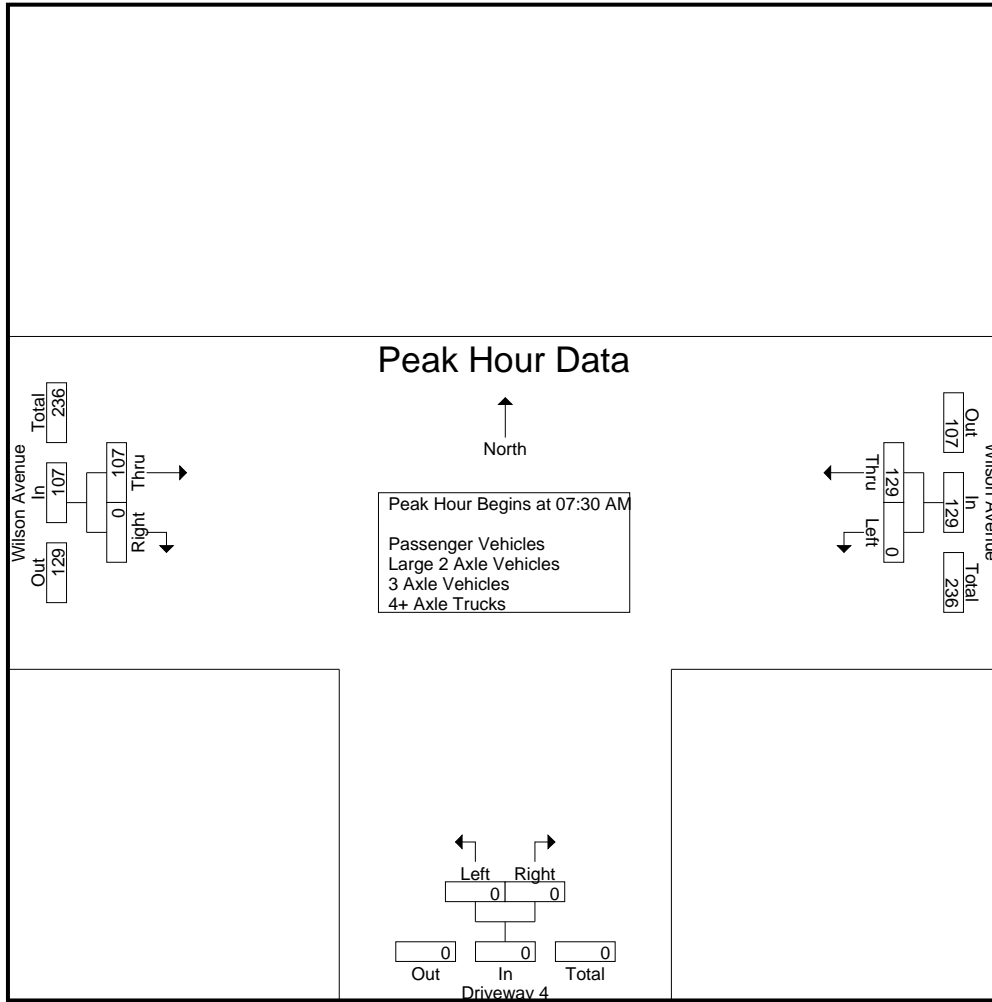 Peak Hour Data
North
Peak Hour Begins at 07:30 AM
Passenger Vehicles
Large 2 Axle Vehicles
3 Axle Vehicles
4+ Axle Trucks
Wilson Avenue
Out In Total
129 107 236
Right Thru
0 107
Wilson Avenue
Out In Total
107 129 236
Thru Left
129 0
Left Right
0 0
0 0 0
Out In Total
Driveway 4